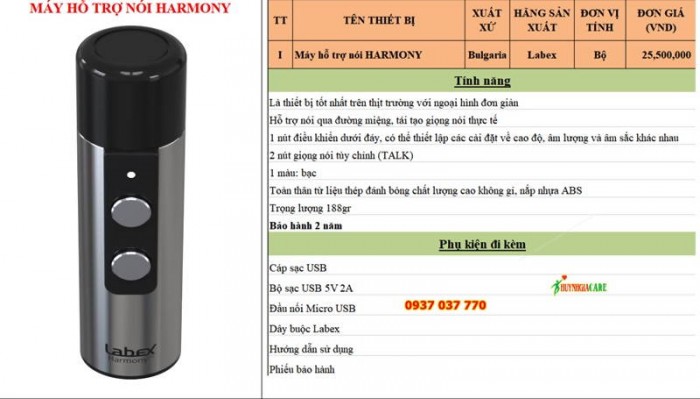 MÁY HỖ TRỢ NÓI HARMONY
Labex
Harmony
TT TÊN THIẾT BỊ XUẤT XỨ HÃNG SẢN XUẤT ĐƠN VỊ TÍNH ĐƠN GIÁ (VND)
I Máy hỗ trợ nói HARMONY Bulgaria Labex Bộ 25,500,000
Tính năng
Là thiết bị tốt nhất trên thịt trường với ngoại hình đơn giản
Hỗ trợ nói qua đường miệng, tái tạo giọng nói thực tế
1 nút điều khiển dưới đáy, có thể thiết lập các cài đặt về cao độ, âm lượng và âm sắc khác nhau
2 nút giọng nói tùy chỉnh (TALK)
1 màu: bạc
Toàn thân từ liệu thép đánh bóng chất lượng cao không gỉ, nắp nhựa ABS
Trọng lượng 188gr
Bảo hành 2 năm
Phụ kiện đi kèm
Cáp sạc USB
Bộ sạc USB 5V 2A
HUYNHGIACARE
Đầu nối Micro USB
0937 037 770
Dây buộc Labex
Hướng dẫn sử dụng
Phiếu bảo hành